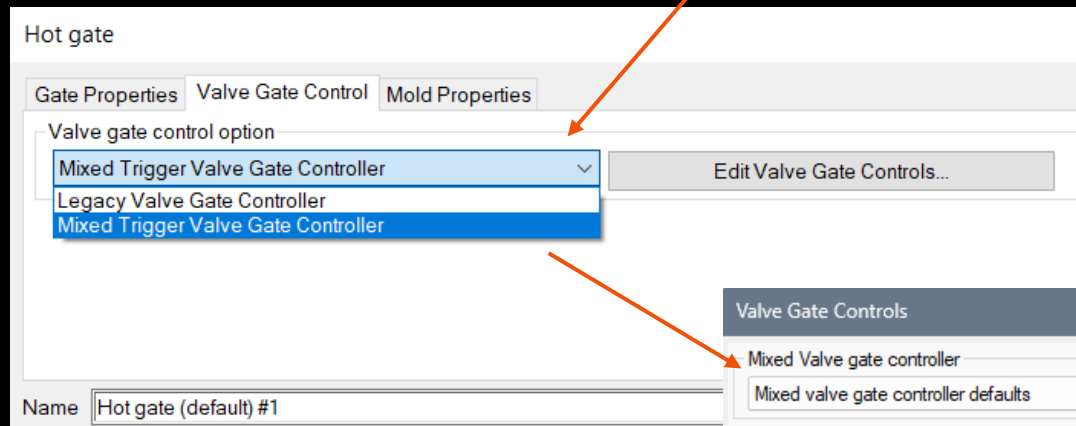 Hot gate
Gate Properties Valve Gate Control Mold Properties
Valve gate control option
Mixed Trigger Valve Gate Controller Edit Valve Gate Controls...
Legacy Valve Gate Controller
Mixed Trigger Valve Gate Controller
Valve Gate Controls
Mixed Valve gate controller
Mixed valve gate controller defaults
Name Hot gate (default) #1